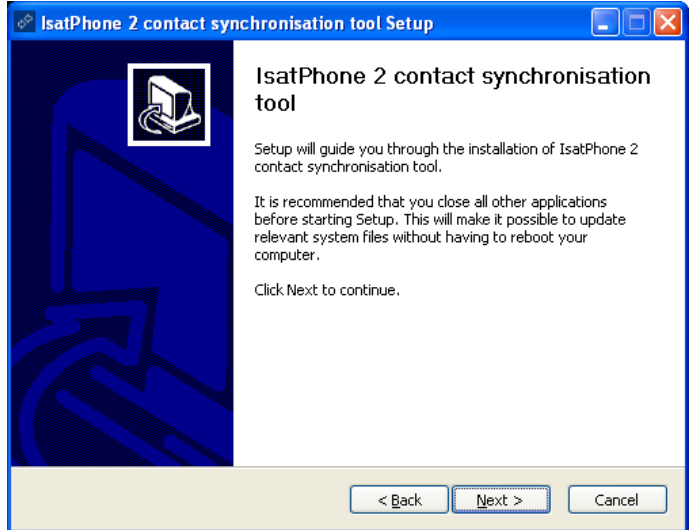 IsatPhone 2 contact synchronisation tool Setup
IsatPhone 2 contact synchronisation
tool
Setup will guide you through the installation of IsatPhone 2
contact synchronisation tool.
It is recommended that you close all other applications
before starting Setup. This will make it possible to update
relevant system files without having to reboot your
computer.
Click Next to continue.
< Back
Next >
Cancel